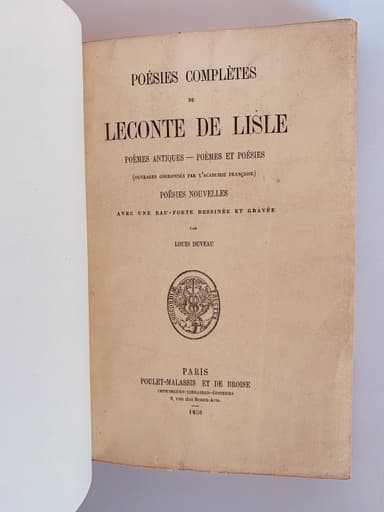 POÉSIES COMPLÈTES
DE
LECONTE DE LISLE
POÈMES ANTIQUES — POÈMES ET POÉSIES
(OUVRAGES COURONNÉS PAR L'ACADÉMIE FRANÇAISE)
POÉSIES NOUVELLES
AVEC UNE EAU-FORTE DESSINÉE ET GRAVÉE
PAR
LOUIS DUVEAU
CONCORDIÆ FRUCTUS
PARIS
POULET-MALASSIS ET DE BROISE
IMPRIMEURS-LIBRAIRES-ÉDITEURS
9, rue des Beaux-Arts
1858